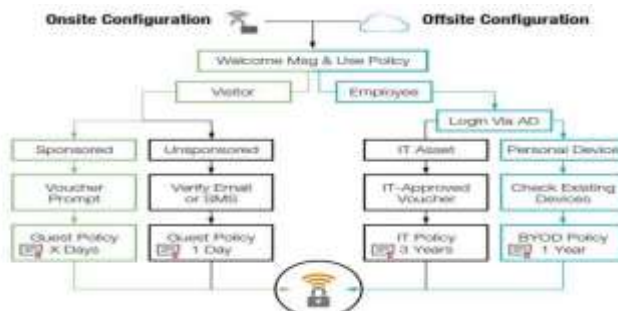 Onsite Configuration
Offsite Configuration
Welcome Msg & Use Policy
Visitor
Employee
Login Via AD
Sponsored
Unsponsored
IT Asset
Personal Device
Voucher
Prompt
Verify Email
or SMS
IT-Approved
Voucher
Check Existing
Devices
Guest Policy
X Days
Guest Policy
1 Day
IT Policy
3 Years
BYOD Policy
1 Year